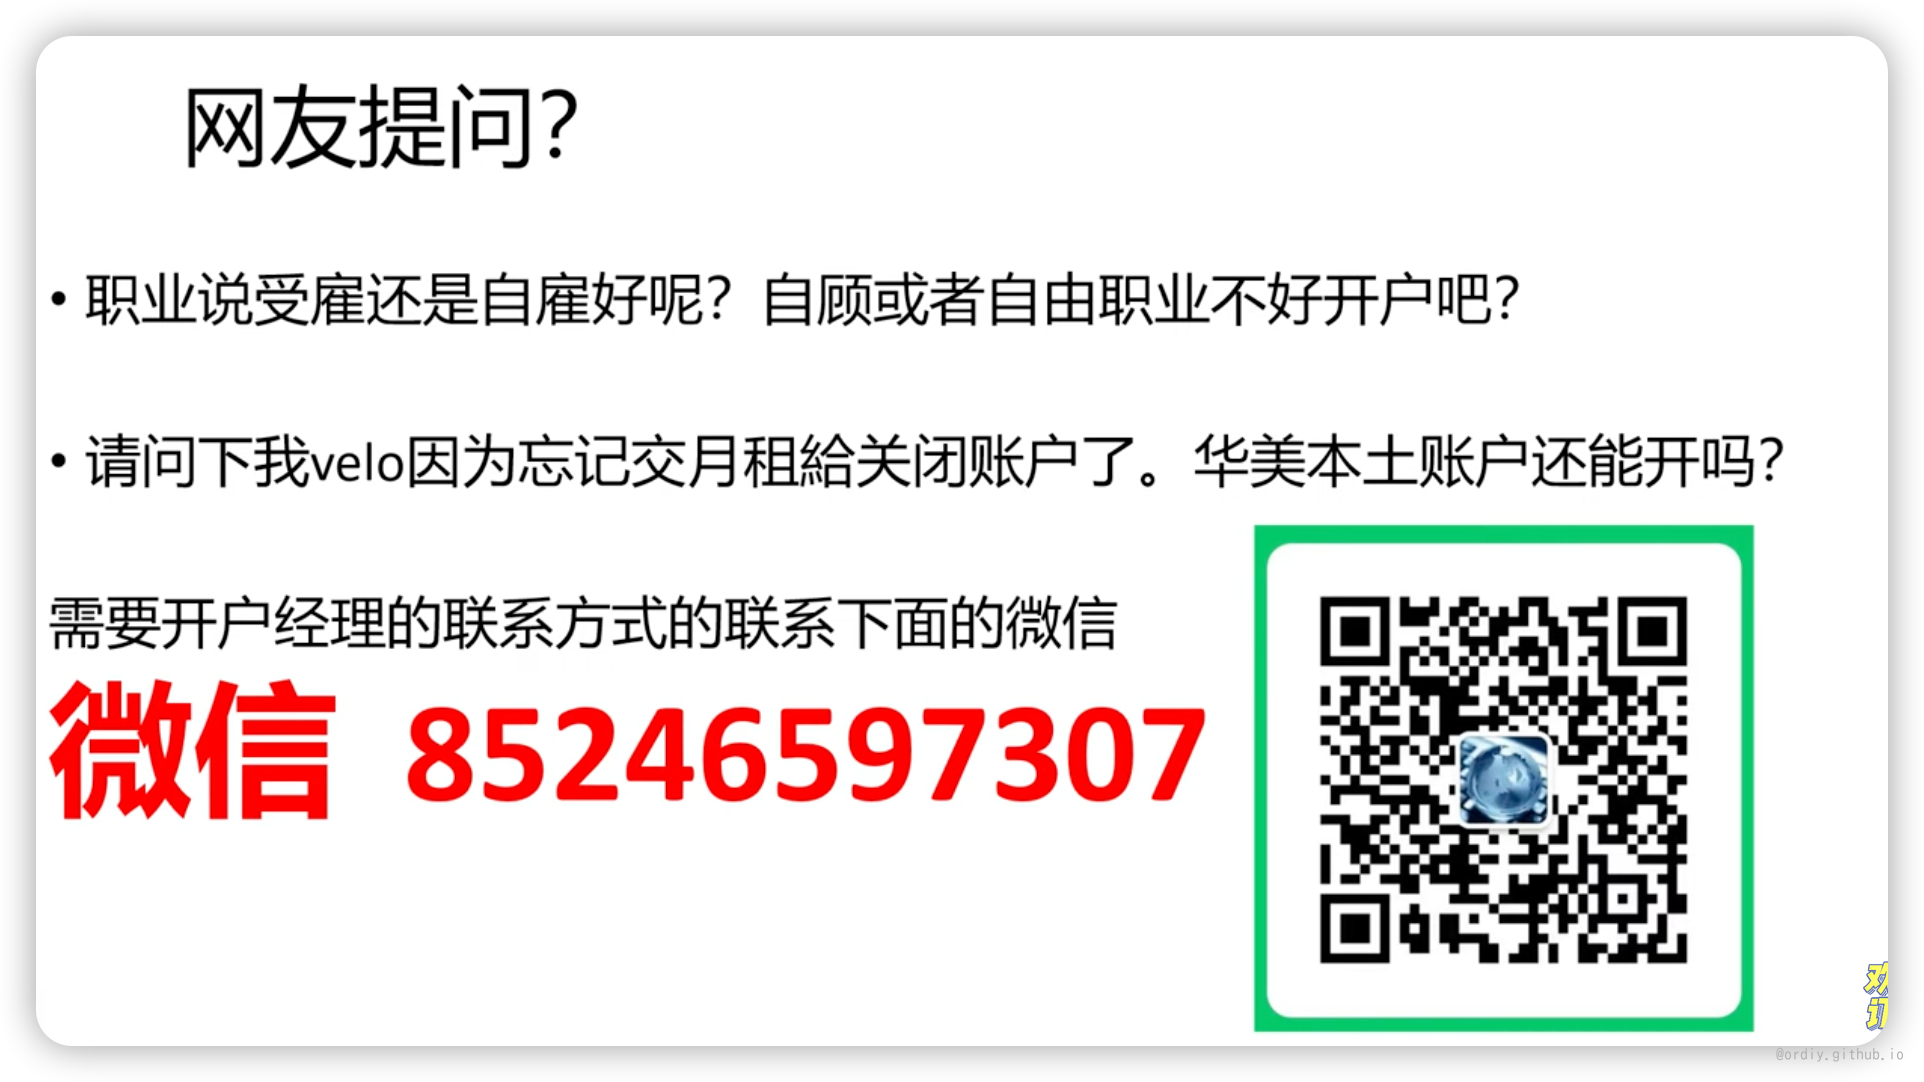 网友提问？
• 职业说受雇还是自雇好呢？自顾或者自由职业不好开户吧？
• 请问下我velo因为忘记交月租給关闭账户了。华美本土账户还能开吗？
需要开户经理的联系方式的联系下面的微信
微信 85246597307
@ordiy.github.io